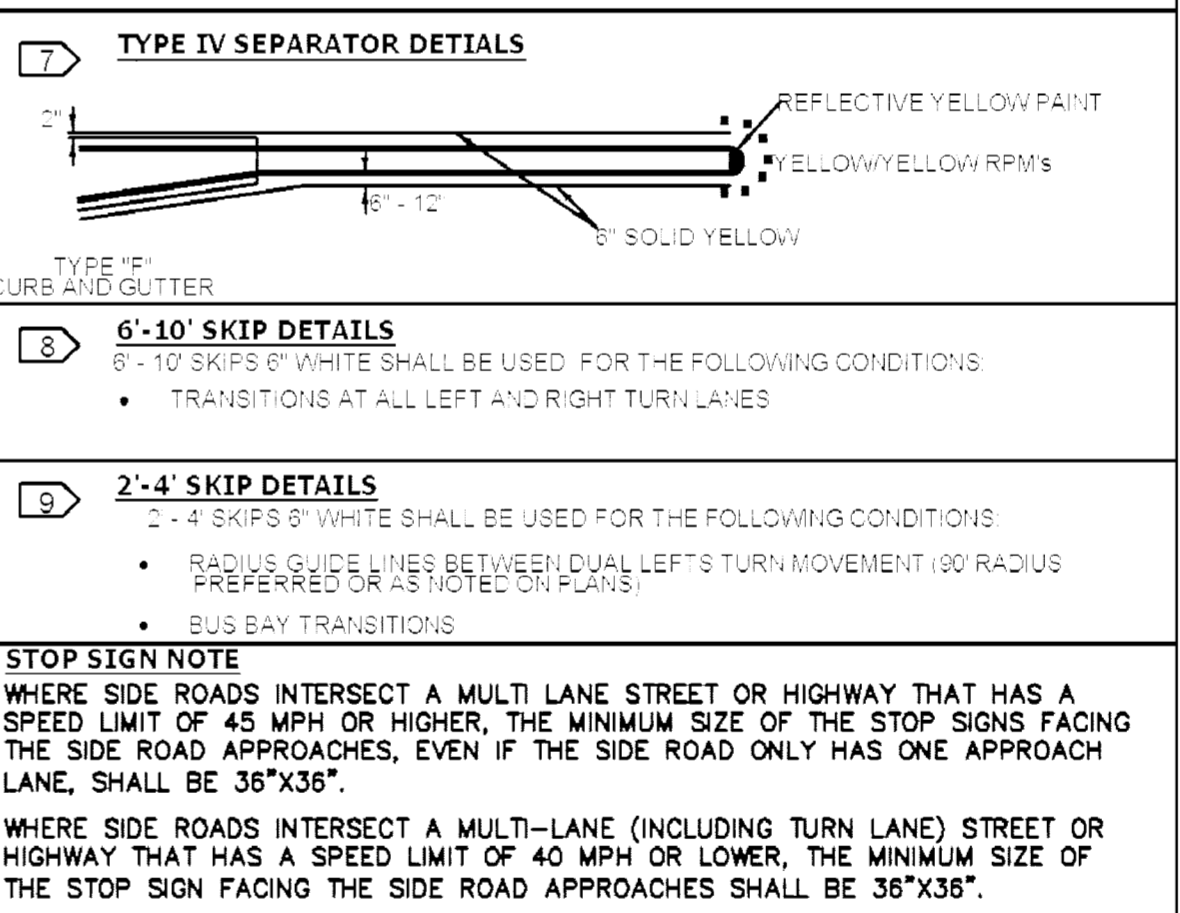 7
TYPE IV SEPARATOR DETIALS
2"
REFLECTIVE YELLOW PAINT
YELLOW/YELLOW RPM's
6" - 12"
6" SOLID YELLOW
TYPE "F"
CURB AND GUTTER
8
6'-10' SKIP DETAILS
6' - 10' SKIPS 6" WHITE SHALL BE USED FOR THE FOLLOWING CONDITIONS:
• TRANSITIONS AT ALL LEFT AND RIGHT TURN LANES
9
2'-4' SKIP DETAILS
2' - 4' SKIPS 6" WHITE SHALL BE USED FOR THE FOLLOWING CONDITIONS:
• RADIUS GUIDE LINES BETWEEN DUAL LEFTS TURN MOVEMENT (90' RADIUS
PREFERRED OR AS NOTED ON PLANS)
• BUS BAY TRANSITIONS
STOP SIGN NOTE
WHERE SIDE ROADS INTERSECT A MULTI LANE STREET OR HIGHWAY THAT HAS A
SPEED LIMIT OF 45 MPH OR HIGHER, THE MINIMUM SIZE OF THE STOP SIGNS FACING
THE SIDE ROAD APPROACHES, EVEN IF THE SIDE ROAD ONLY HAS ONE APPROACH
LANE, SHALL BE 36"X36".
WHERE SIDE ROADS INTERSECT A MULTI-LANE (INCLUDING TURN LANE) STREET OR
HIGHWAY THAT HAS A SPEED LIMIT OF 40 MPH OR LOWER, THE MINIMUM SIZE OF
THE STOP SIGN FACING THE SIDE ROAD APPROACHES SHALL BE 36"X36".